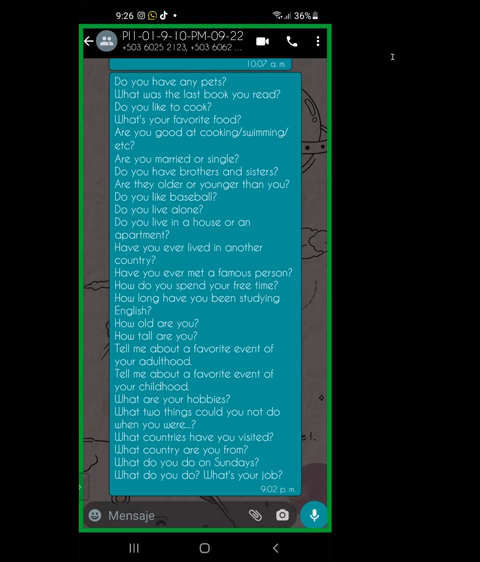 9:26
36%
PI1-01-9-10-PM-09-22
+503 6025 2123, +503 6062 ...
10:07 a. m.
Do you have any pets?
What was the last book you read?
Do you like to cook?
What's your favorite food?
Are you good at cooking/swimming/
etc?
Are you married or single?
Do you have brothers and sisters?
Are they older or younger than you?
Do you like baseball?
Do you live alone?
Do you live in a house or an
apartment?
Have you ever lived in another
country?
Have you ever met a famous person?
How do you spend your free time?
How long have you been studying
English?
How old are you?
How tall are you?
Tell me about a favorite event of
your adulthood.
Tell me about a favorite event of
your childhood.
What are your hobbies?
What two things could you not do
when you were...?
What countries have you visited?
What country are you from?
What do you do on Sundays?
What do you do? What's your job?
9:02 p. m.
Mensaje